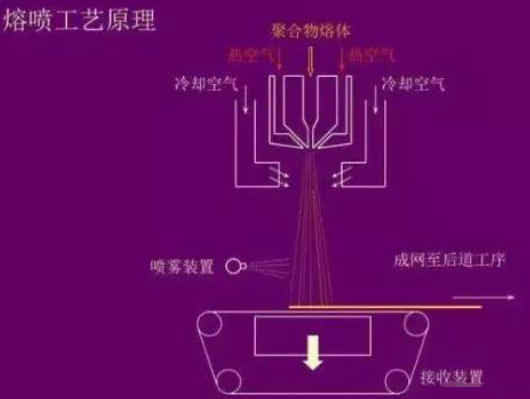 熔喷工艺原理
聚合物熔体
热空气
热空气
冷却空气
冷却空气
喷雾装置
成网至后道工序
接收装置